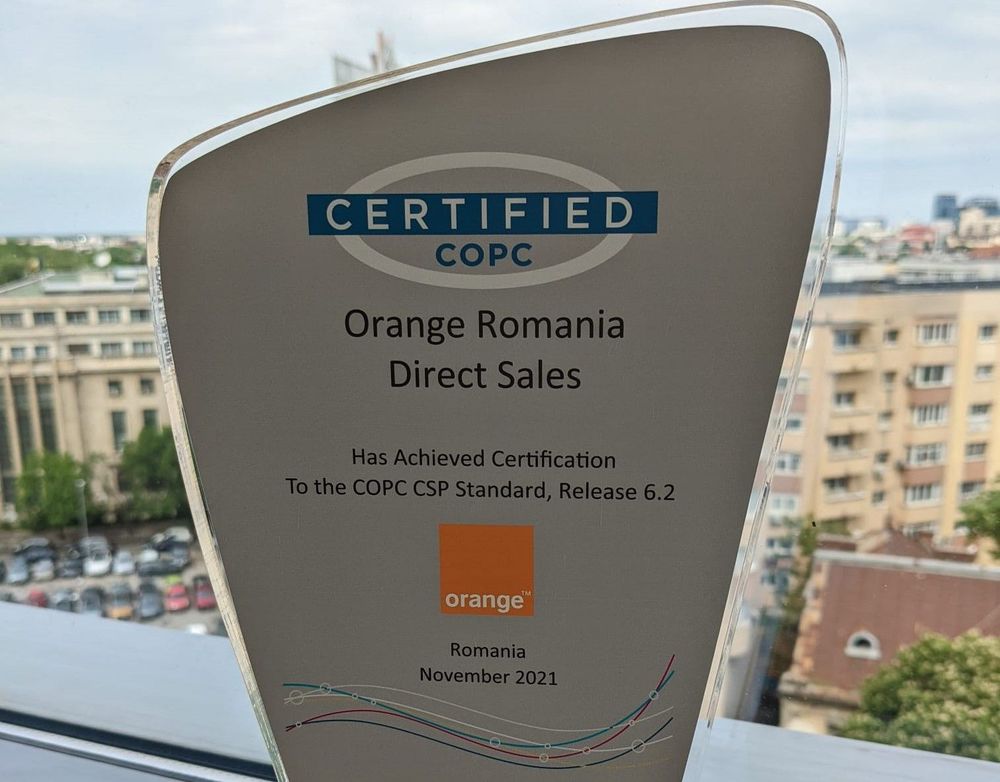 CERTIFIED
COPC
Orange Romania
Direct Sales
Has Achieved Certification
To the COPC CSP Standard, Release 6.2
orange™
Romania
November 2021